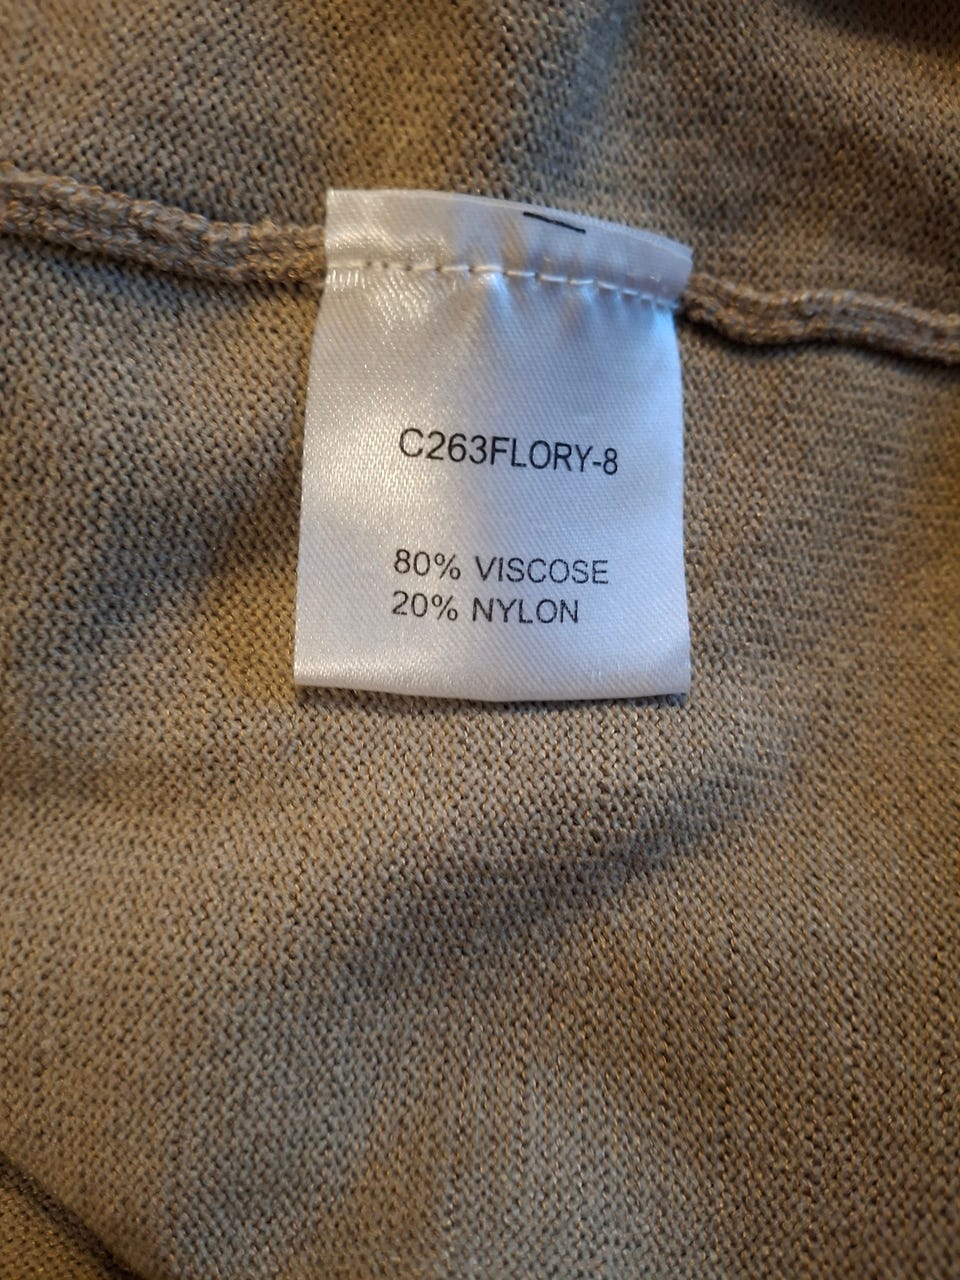 C263FLORY-8
80% VISCOSE
20% NYLON